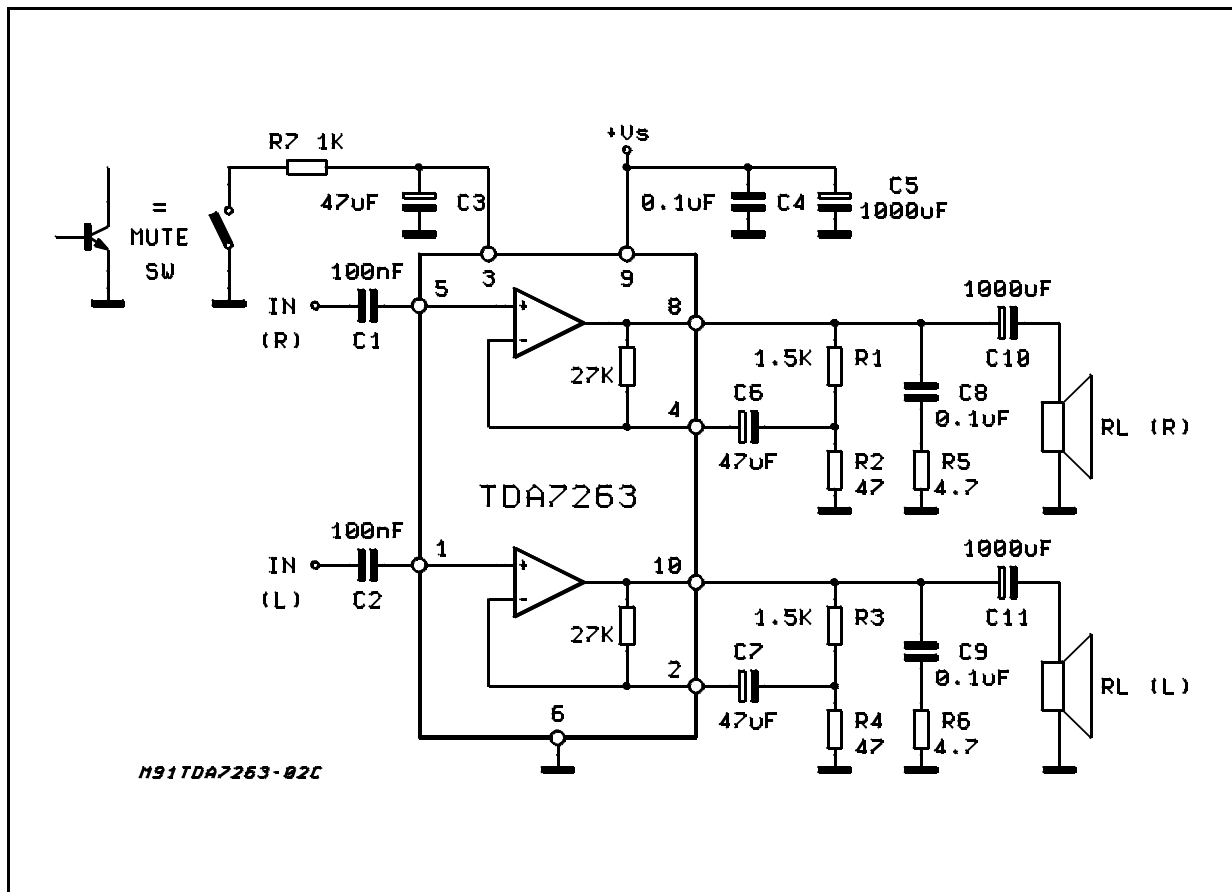 +Vs
R7 1K
47uF
C3
0.1uF
C4
C5
1000uF
=
MUTE
SW
3
9
100nF
5
IN
(R)
C1
+
-
27K
8
4
1.5K
R1
C6
47uF
R2
47
C8
0.1uF
R5
4.7
1000uF
C10
RL (R)
TDA7263
100nF
1
IN
(L)
C2
+
-
27K
10
2
1.5K
R3
C7
47uF
R4
47
C9
0.1uF
R6
4.7
1000uF
C11
RL (L)
6
M91TDA7263-02C